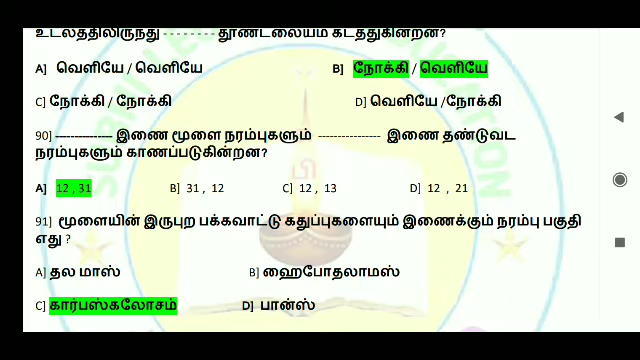 உடலத்திலிருந்து - - - - - - - - தூண்டலையம் கடத்துகின்றன?
A] வெளியே / வெளியே B] நோக்கி / வெளியே
C] நோக்கி / நோக்கி D] வெளியே /நோக்கி
90] -------------- இணை மூளை நரம்புகளும் ---------------- இணை தண்டுவட
நரம்புகளும் காணப்படுகின்றன?
A] 12 , 31 B] 31 , 12 C] 12 , 13 D] 12 , 21
91] மூளையின் இருபுற பக்கவாட்டு கதுப்புகளையும் இணைக்கும் நரம்பு பகுதி
எது ?
A] தல மாஸ் B] ஹைபோதலாமஸ்
C] கார்பஸ்கலோசம் D] பான்ஸ்